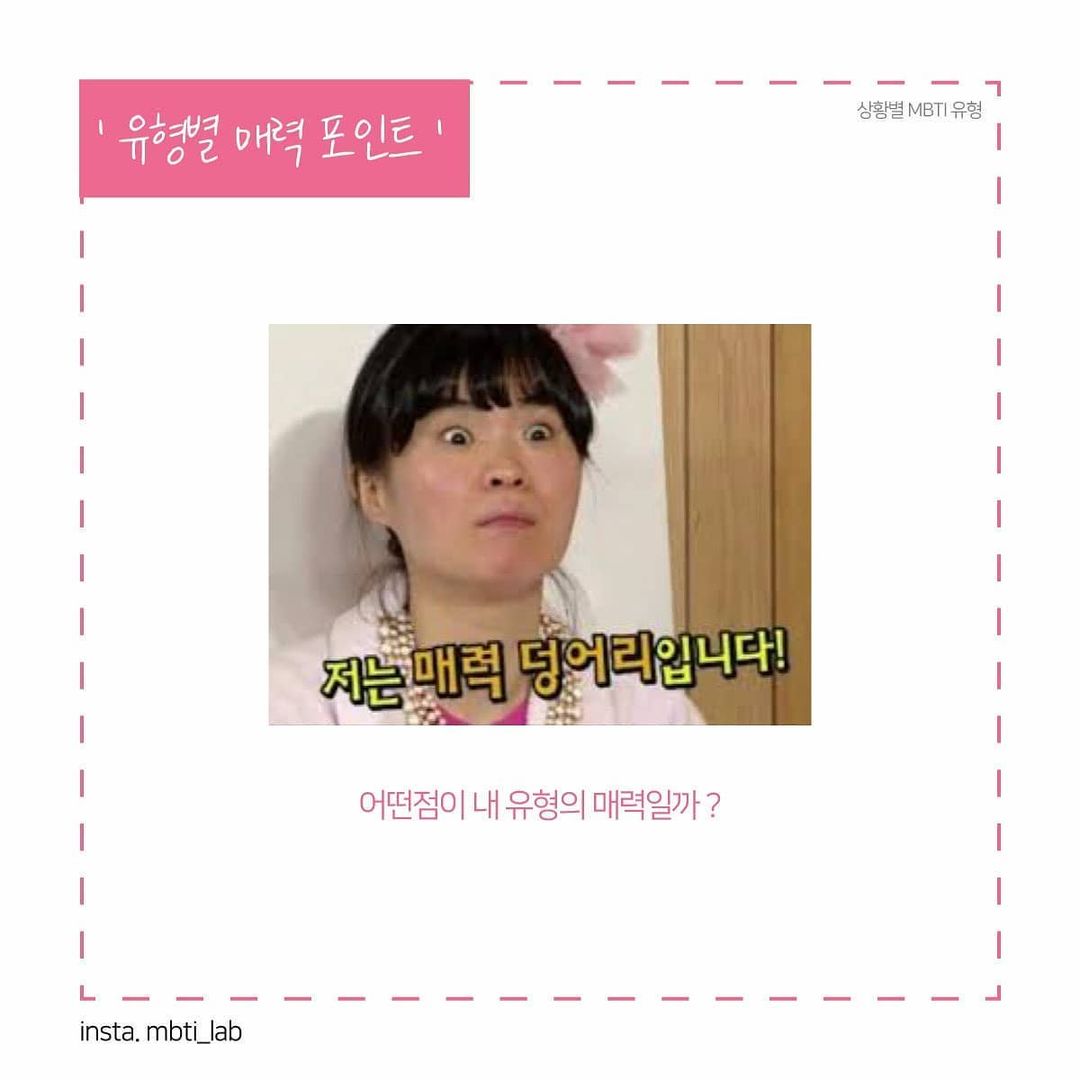 ' 유형별 매력 포인트 '
상황별 MBTI 유형
저는 매력 덩어리입니다!
어떤점이 내 유형의 매력일까 ?
insta. mbti_lab